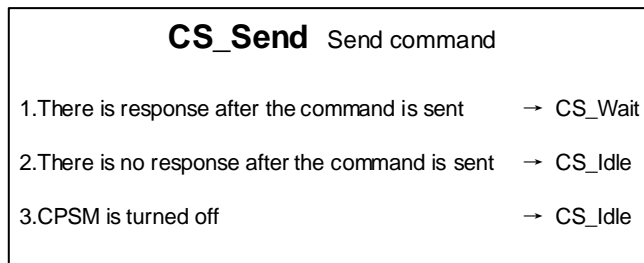 CS_Send Send command
1.There is response after the command is sent → CS_Wait
2.There is no response after the command is sent → CS_Idle
3.CPSM is turned off → CS_Idle